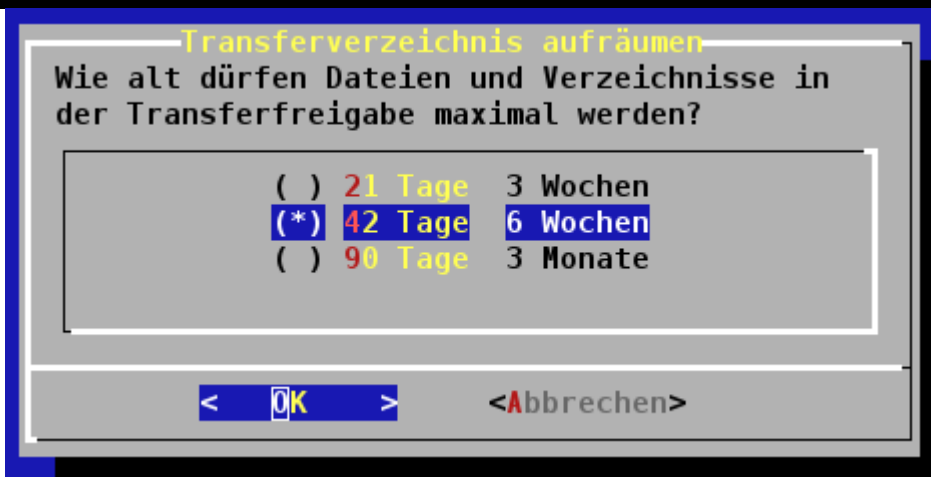 Transferverzeichnis aufräumen
Wie alt dürfen Dateien und Verzeichnisse in
der Transferfreigabe maximal werden?
( ) 21 Tage 3 Wochen
(*) 42 Tage 6 Wochen
( ) 90 Tage 3 Monate
< OK > <Abbrechen>